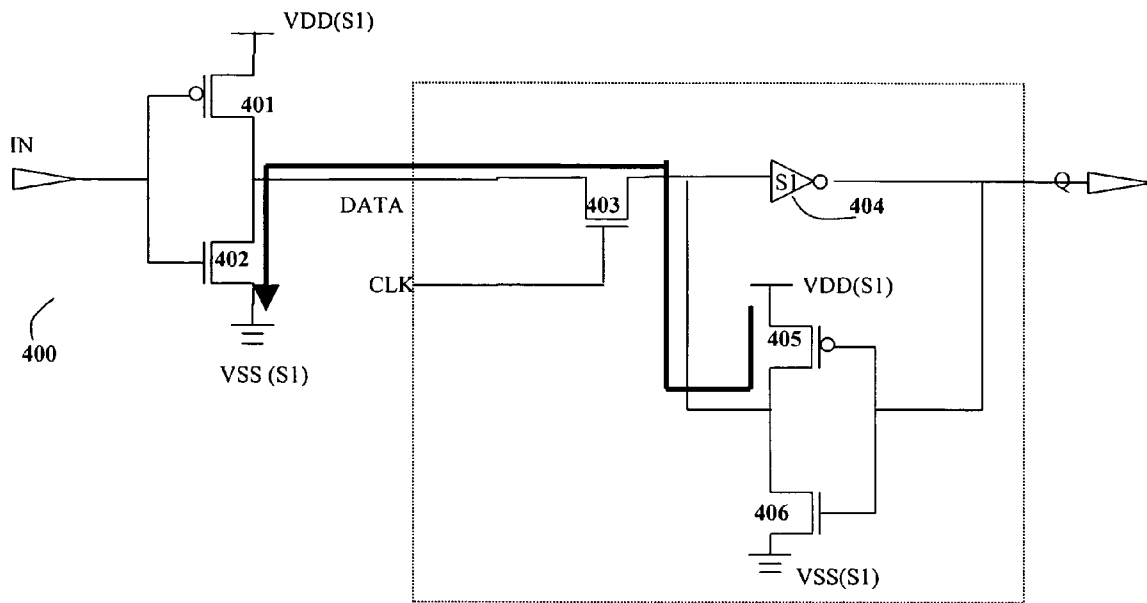 VDD(S1)
401
IN
S1
Q
DATA
403
404
402
CLK
VDD(S1)
405
400
VSS (S1)
406
VSS(S1)